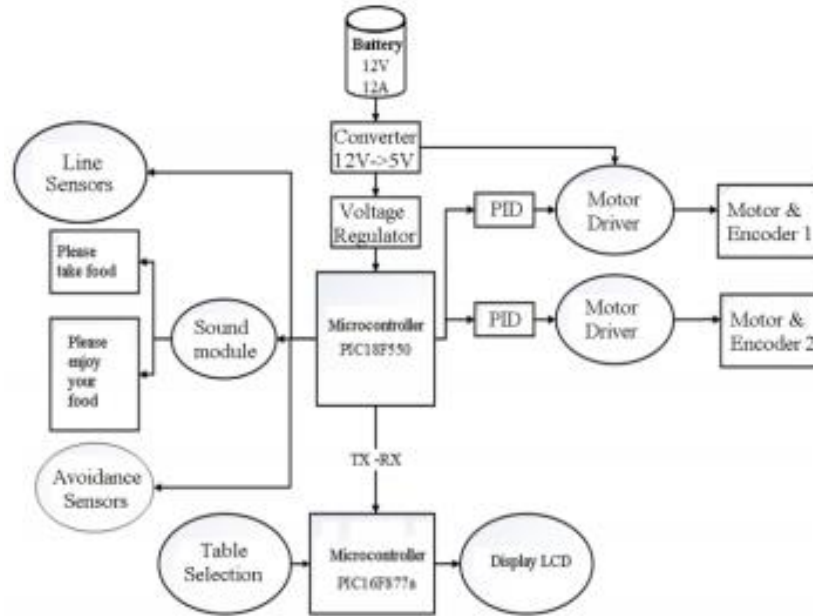 Battery
12V
12A
Converter
12V->5V
Line
Sensors
Voltage
Regulator
PID
Motor
Driver
Motor &
Encoder 1
Please
take food
Sound
module
Microcontroller
PIC18F550
PID
Motor
Driver
Motor &
Encoder 2
Please
enjoy
your
food
TX -RX
Avoidance
Sensors
Table
Selection
Microcontroller
PIC16F877a
Display LCD